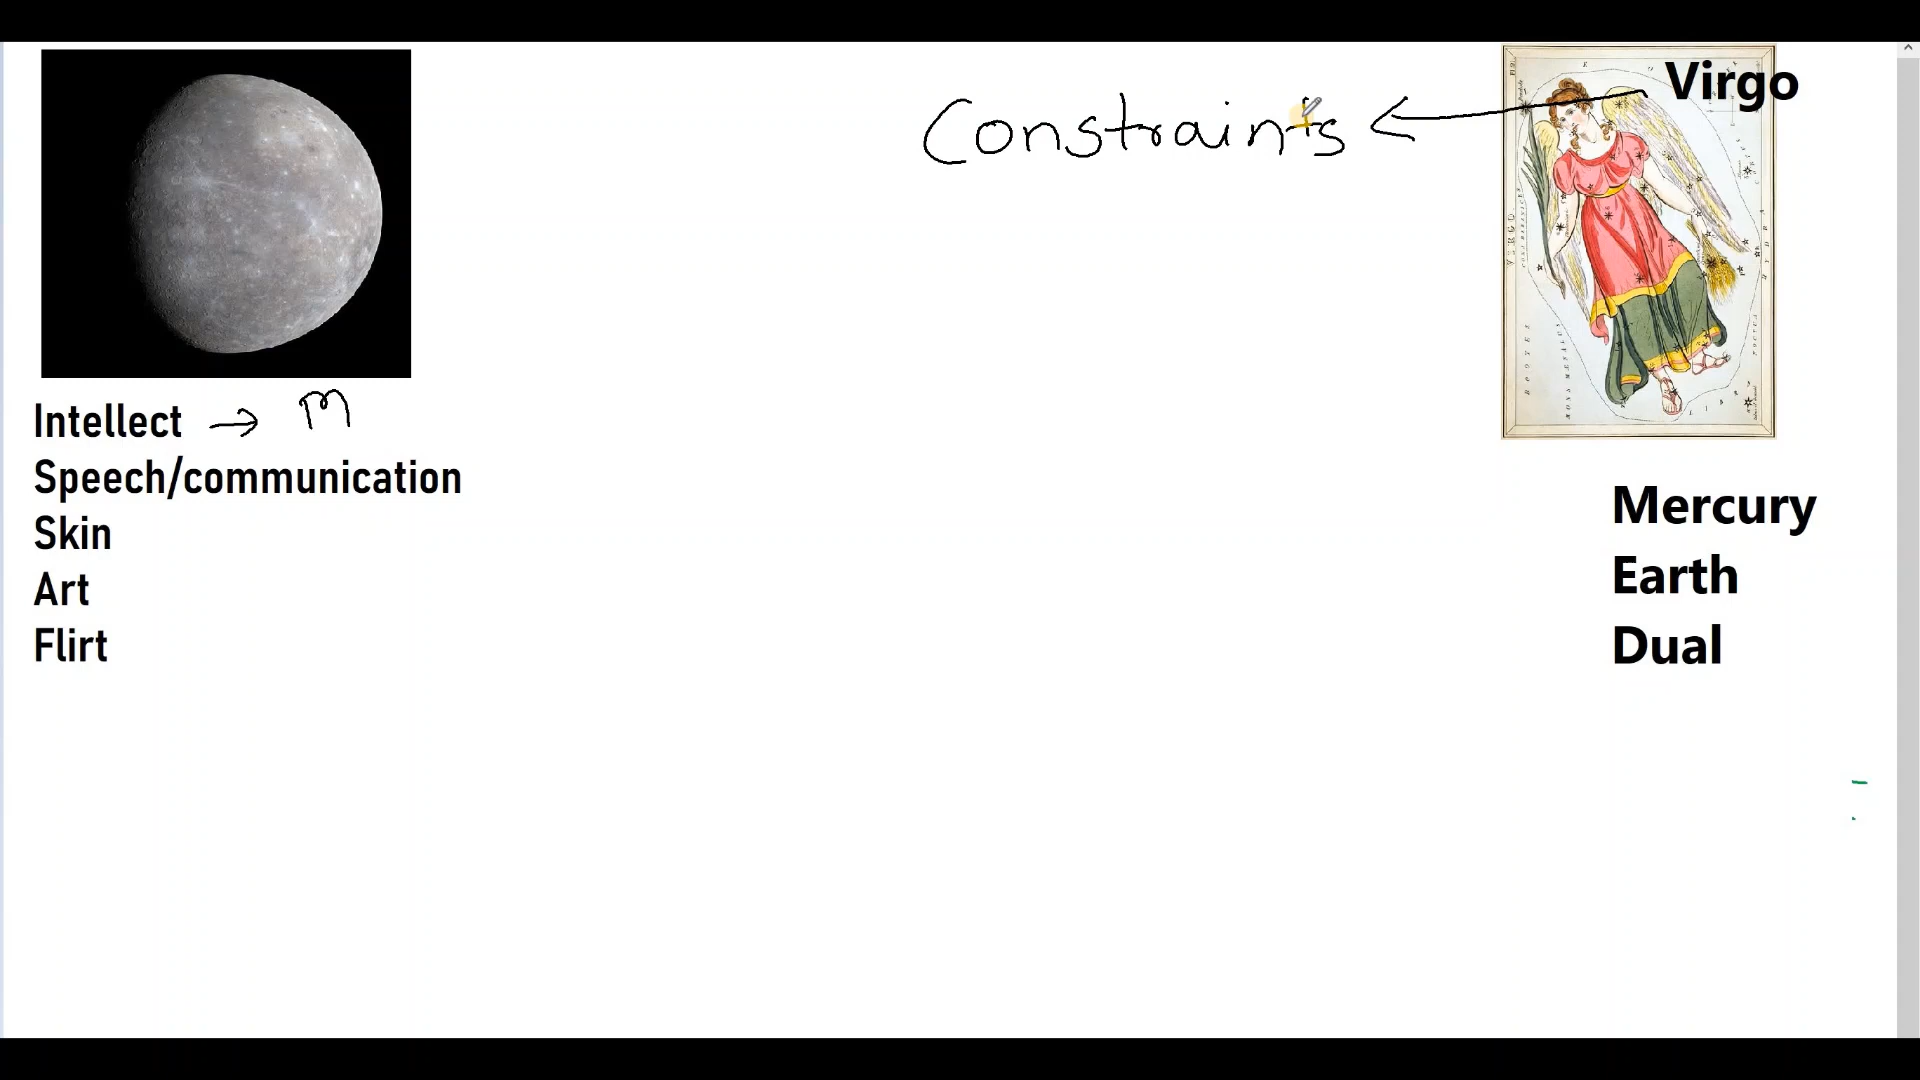 Virgo
Constraints
Intellect → m
Speech/communication
Skin
Art
Flirt
Mercury
Earth
Dual